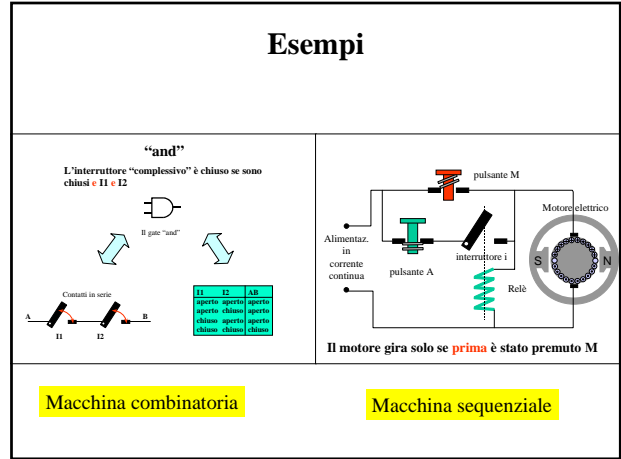 Esempi
“and”
L'interruttore “complessivo” è chiuso se sono
chiusi e I1 e I2
Il gate “and”
Contatti in serie
A
B
I1
I2
I1 I2 AB
aperto aperto aperto
aperto chiuso aperto
chiuso aperto aperto
chiuso chiuso chiuso
Macchina combinatoria
pulsante M
Motore elettrico
Alimentaz.
in
corrente
continua
pulsante A
interruttore i
Relè
S
N
Il motore gira solo se prima è stato premuto M
Macchina sequenziale